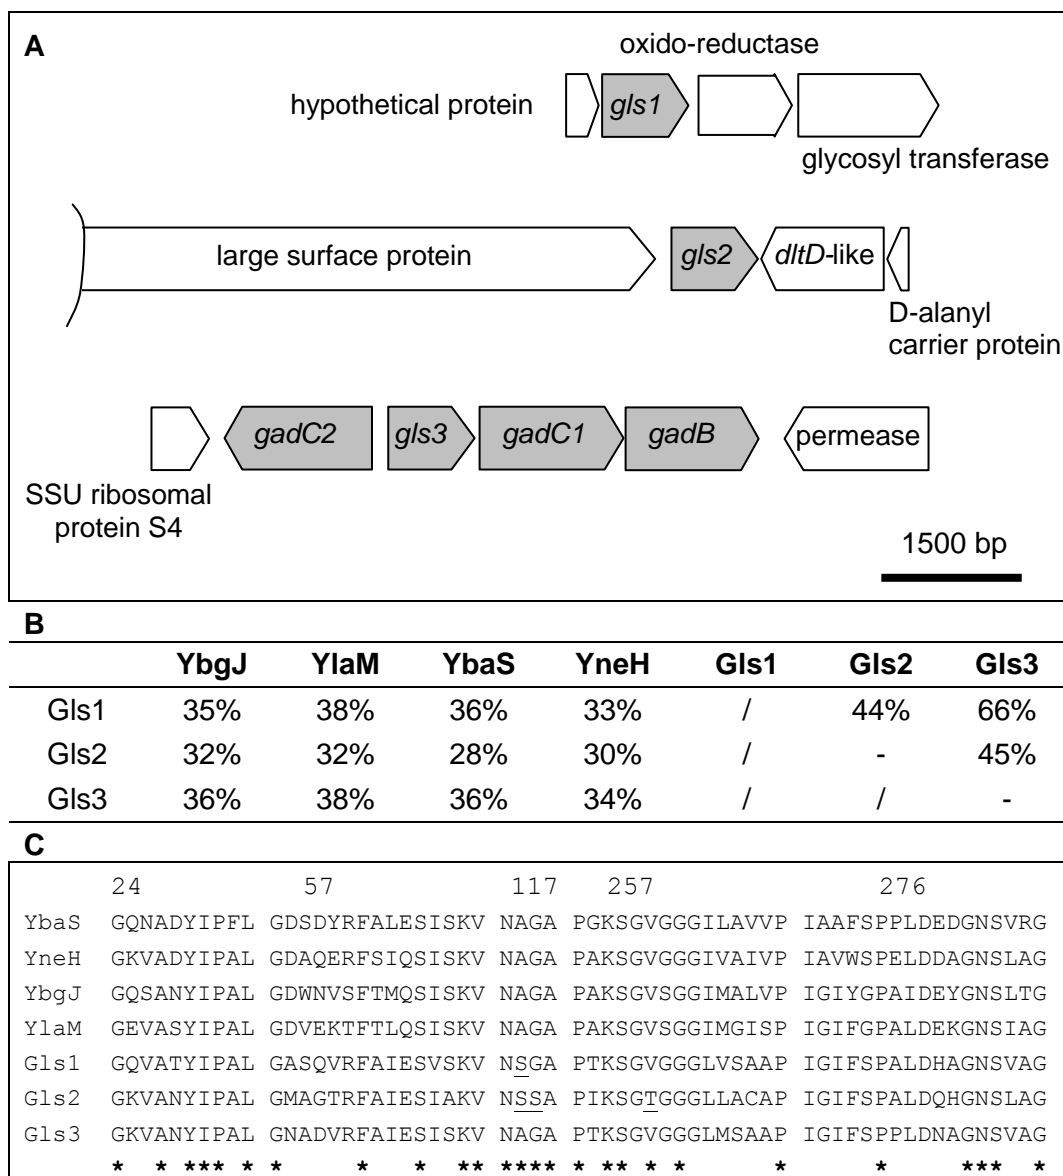 A
oxido-reductase
hypothetical protein
gls1
glycosyl transferase
large surface protein
gls2
dltD-like
D-alanyl
carrier protein
gadC2
gls3
gadC1
gadB
permease
SSU ribosomal
protein S4
1500 bp
B
YbgJ YlaM YbaS YneH Gls1 Gls2 Gls3
Gls1 35% 38% 36% 33% / 44% 66%
Gls2 32% 32% 28% 30% / - 45%
Gls3 36% 38% 36% 34% / / -
C
24 57 117 257 276
YbaS GQNADYIPFL GDSDYRFALESISKV NAGA PGKSGVGGGILAVVP IAAFSPPLDEDGNSVRG
YneH GKVADYIPAL GDAQERFSIQSISKV NAGA PAKSGVGGGIVAIVP IAVWSPELDDAGNSLAG
YbgJ GQSANYIPAL GDWNVSFTMQSISKV NAGA PAKSGVSGGIMALVP IGIYGPAIDEYGNSLTG
YlaM GEVASYIPAL GDVEKTFTLQSISKV NAGA PAKSGVSGGIMGISP IGIFGPALDEKGNSIAG
Gls1 GQVATYIPAL GASQVRFAIESVSKV NSGA PTKSGVGGGLVSAAP IGIFSPALDHAGNSVAG
Gls2 GKVANYIPAL GMAGTRFAIESIAKV NSSA PIKSGTGGGLLACAP IGIFSPALDQHGNSLAG
Gls3 GKVANYIPAL GNADVRFAIESISKV NAGA PTKSGVGGGLMSAAP IGIFSPPLDNAGNSVAG
* * *** * * * * ** **** * ** * * * * *** *